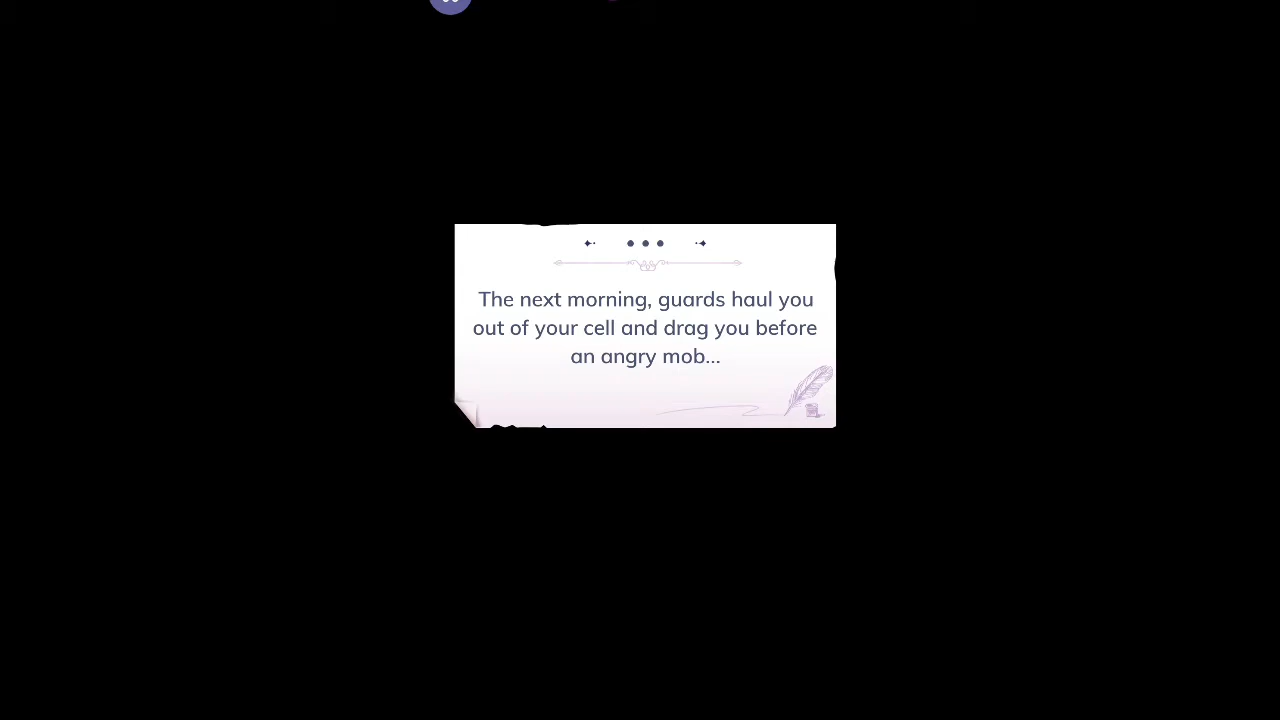 The next morning, guards haul you
out of your cell and drag you before
an angry mob...